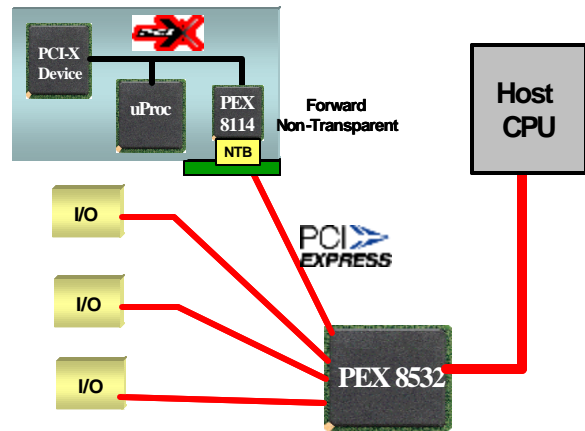 PCI-X
Device
uProc
PEX
8114
NTB
Forward
Non-Transparent
Host
CPU
I/O
PCI
EXPRESS
I/O
I/O
PEX 8532